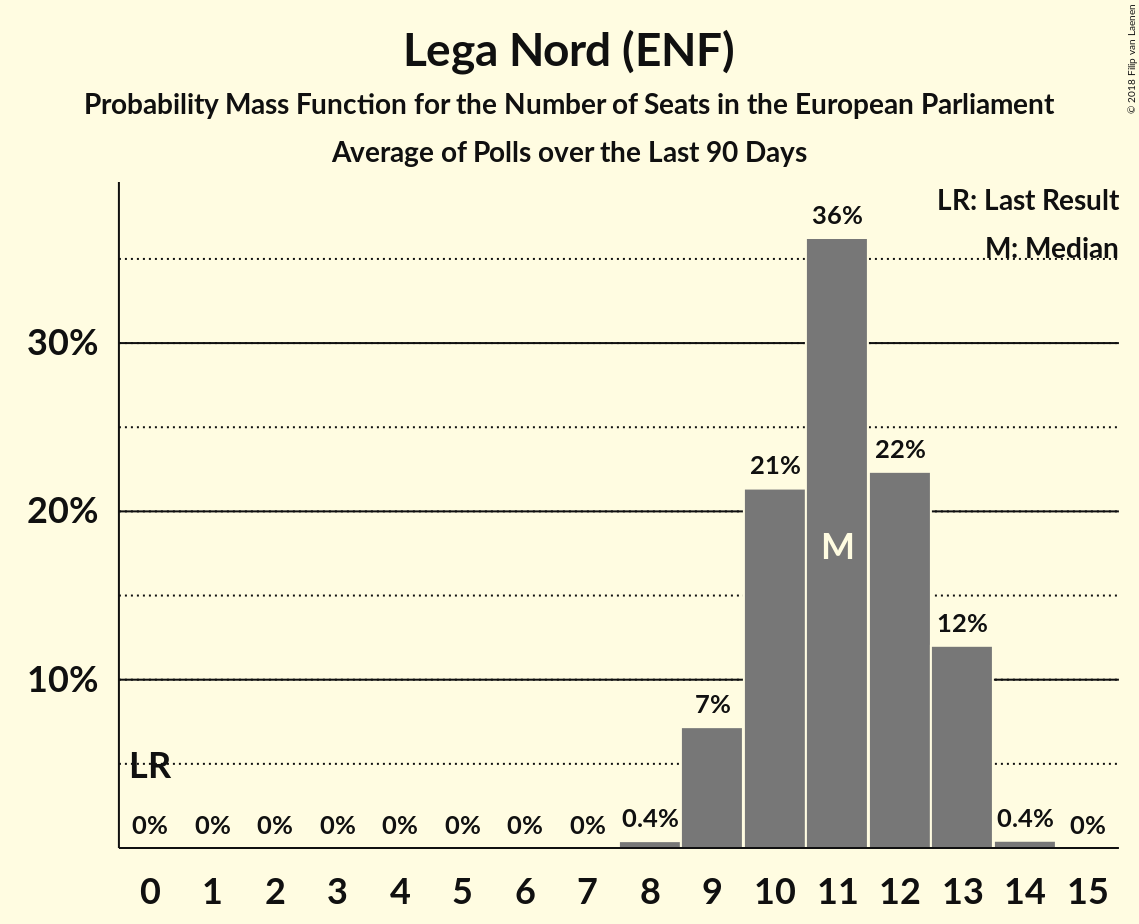 Lega Nord (ENF)
Probability Mass Function for the Number of Seats in the European Parliament
Average of Polls over the Last 90 Days
© 2018 Filip van Laenen
LR: Last Result
M: Median
36%
30%
22%
21%
20%
M
12%
10%
7%
LR
0% 0% 0% 0% 0% 0% 0% 0% 0.4% 0.4% 0%
0 1 2 3 4 5 6 7 8 9 10 11 12 13 14 15